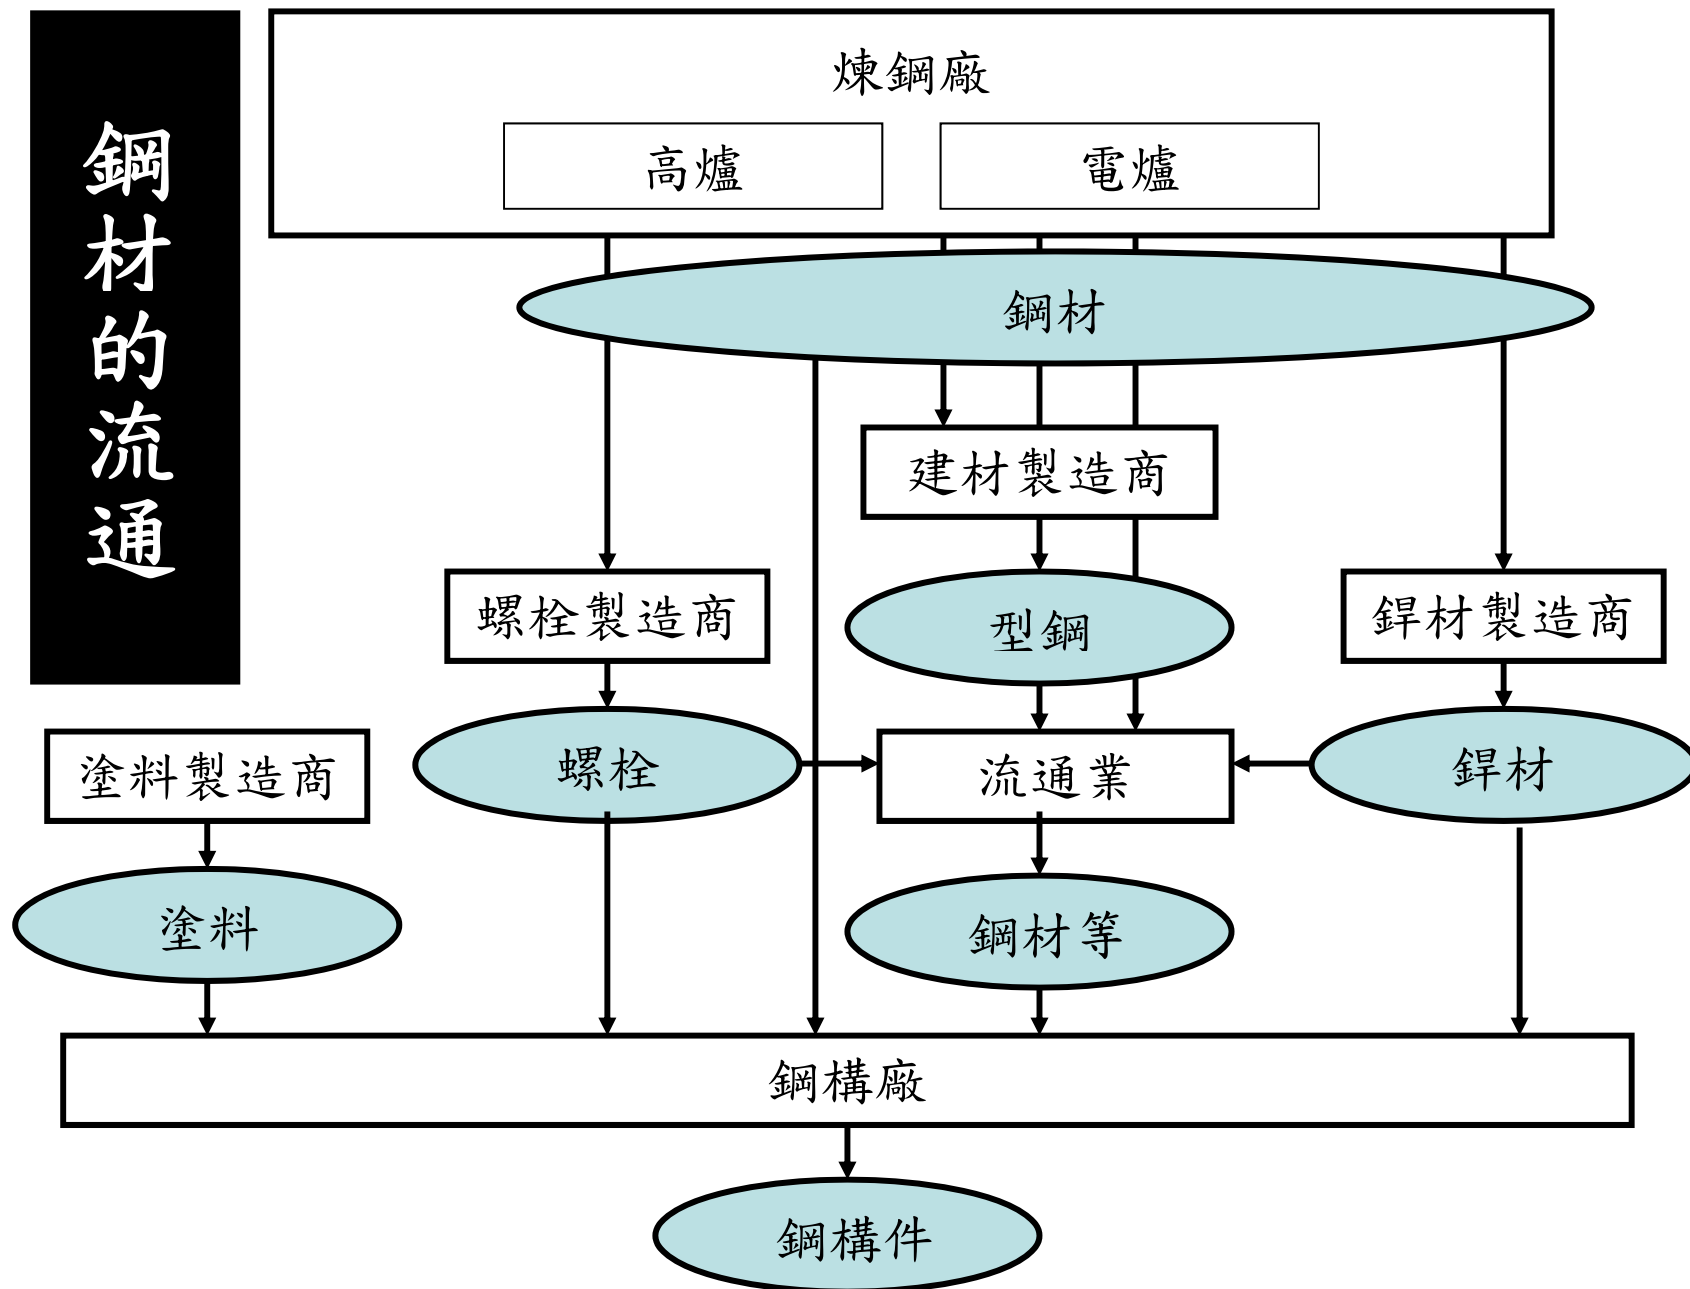 鋼材的流通
煉鋼廠
高爐
電爐
鋼材
建材製造商
螺栓製造商
型鋼
銲材製造商
塗料製造商
螺栓
流通業
銲材
塗料
鋼材等
鋼構廠
鋼構件